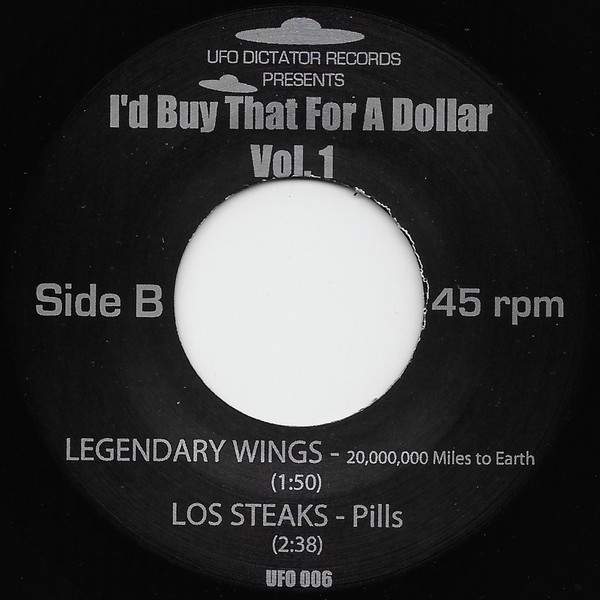 UFO DICTATOR RECORDS
PRESENTS
I'd Buy That For A Dollar
Vol. 1
Side B
45 rpm
LEGENDARY WINGS - 20,000,000 Miles to Earth
(1:50)
LOS STEAKS - Pills
(2:38)
UFO 006